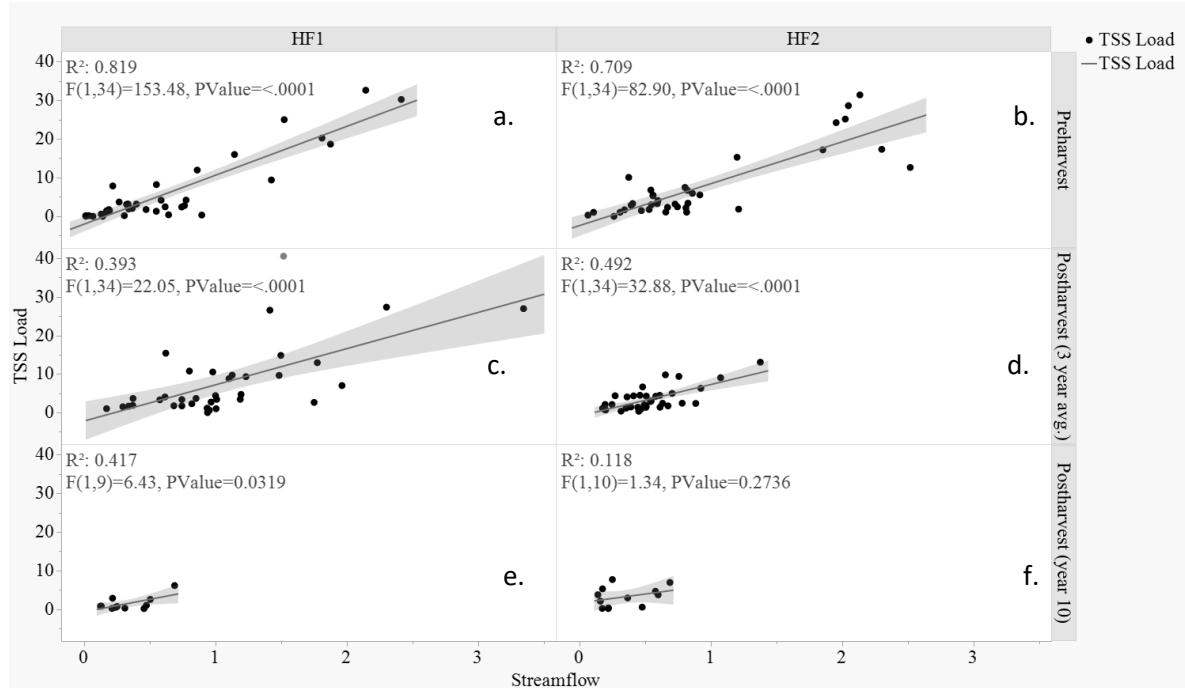 HF1
HF2
TSS Load
TSS Load
R²: 0.819
F(1,34)=153.48, PValue=<.0001
a.
R²: 0.709
F(1,34)=82.90, PValue=<.0001
b.
Preharvest
40
30
20
10
0
R²: 0.393
F(1,34)=22.05, PValue=<.0001
c.
R²: 0.492
F(1,34)=32.88, PValue=<.0001
d.
Postharvest (3 year avg.)
40
30
20
10
0
TSS Load
R²: 0.417
F(1,9)=6.43, PValue=0.0319
e.
R²: 0.118
F(1,10)=1.34, PValue=0.2736
f.
Postharvest (year 10)
40
30
20
10
0
0 1 2 3 0 1 2 3
Streamflow